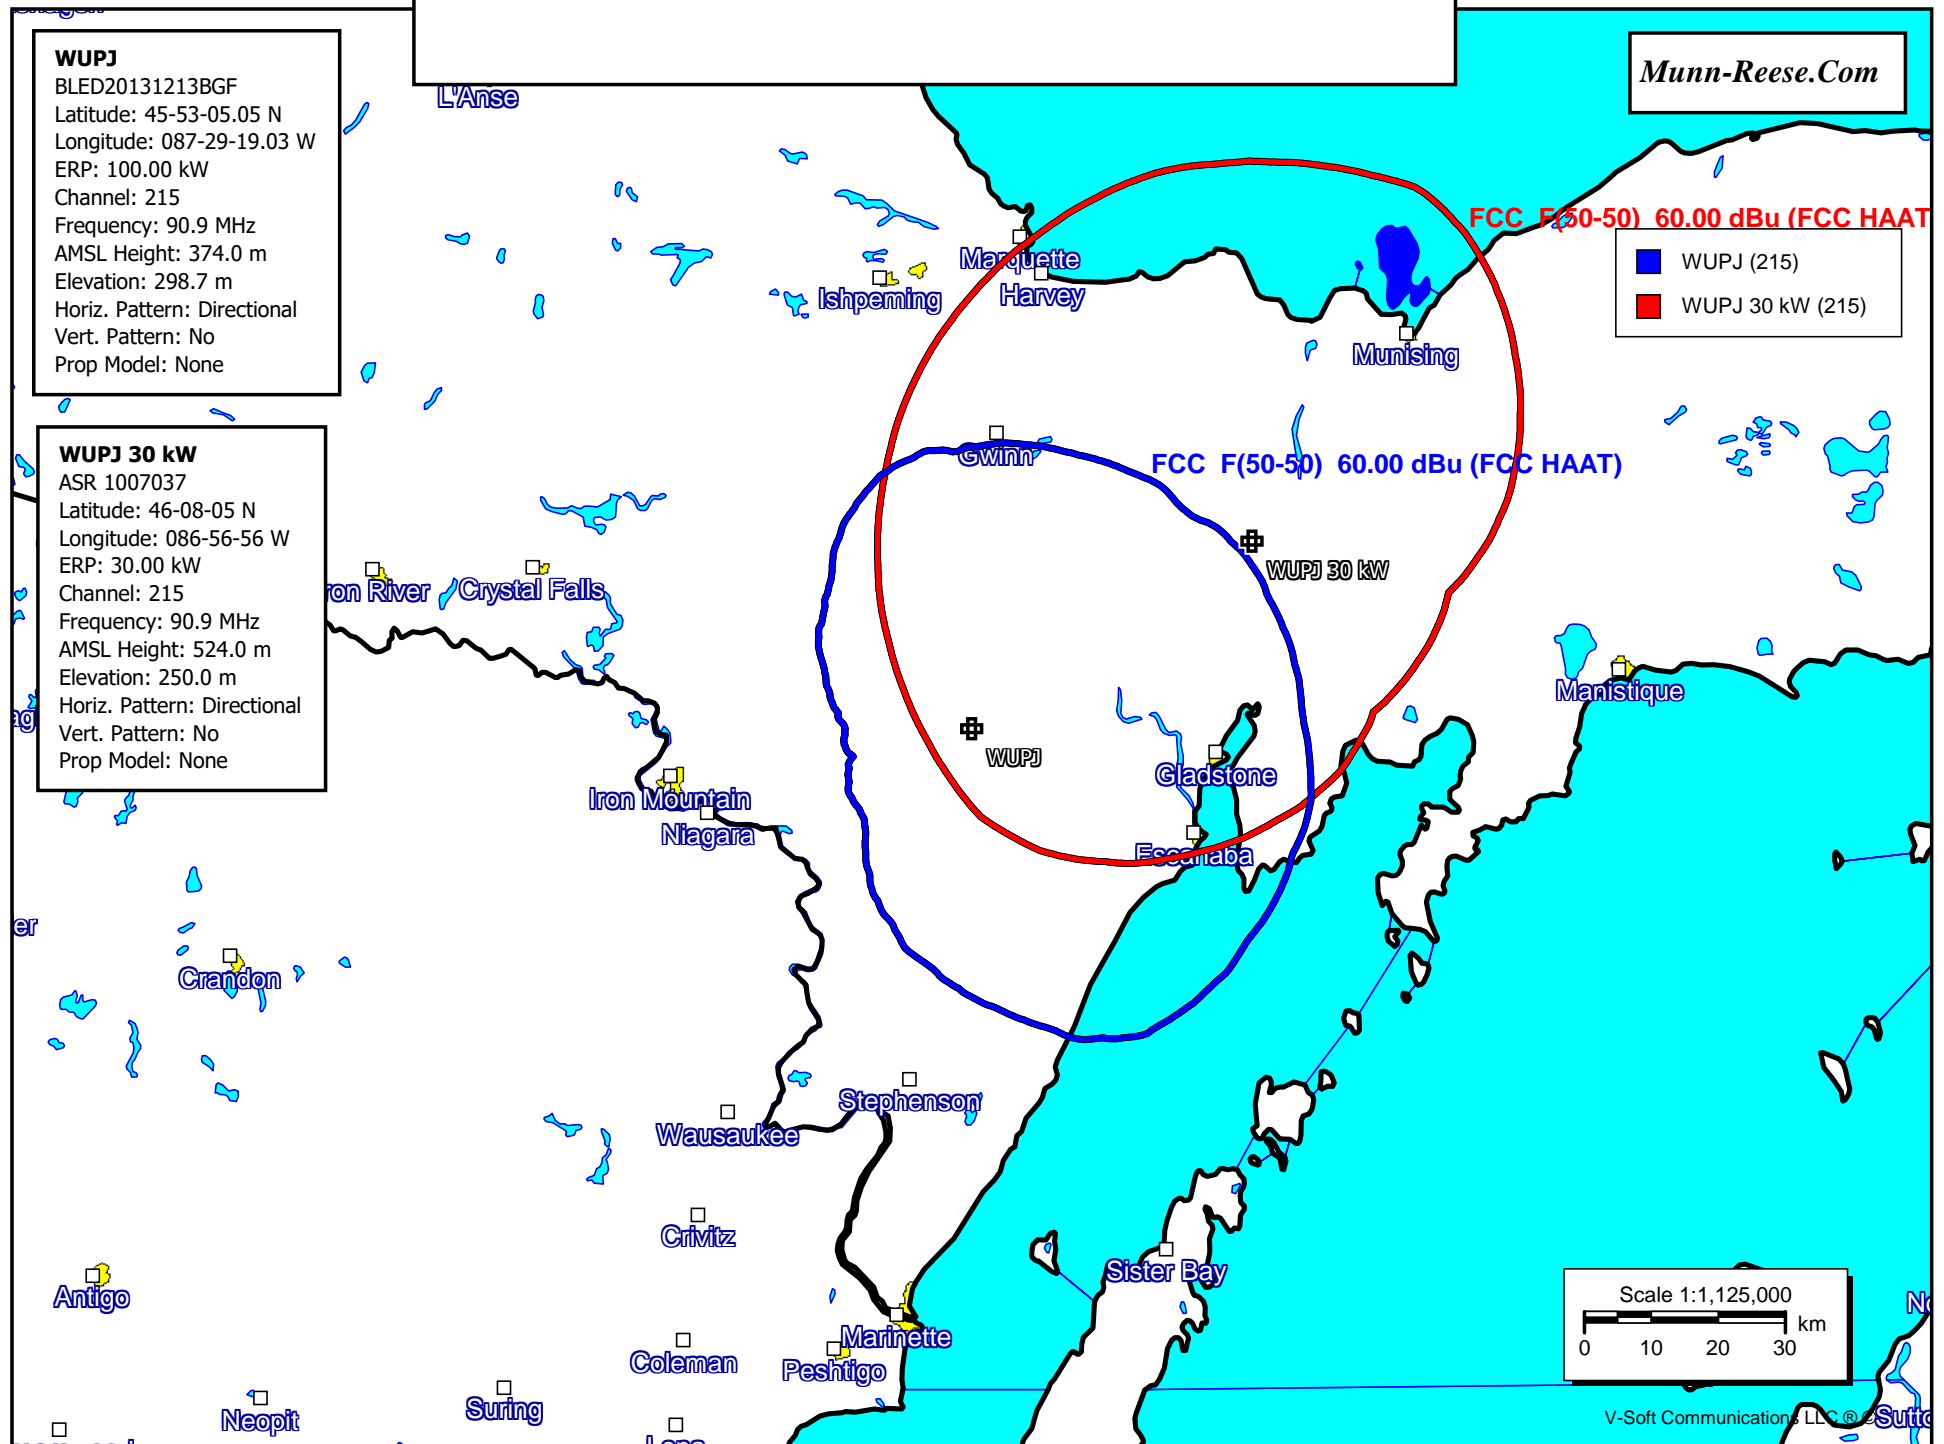 WUPJ
BLED20131213BGF
Latitude: 45-53-05.05 N
Longitude: 087-29-19.03 W
ERP: 100.00 kW
Channel: 215
Frequency: 90.9 MHz
AMSL Height: 374.0 m
Elevation: 298.7 m
Horiz. Pattern: Directional
Vert. Pattern: No
Prop Model: None
WUPJ 30 kW
ASR 1007037
Latitude: 46-08-05 N
Longitude: 086-56-56 W
ERP: 30.00 kW
Channel: 215
Frequency: 90.9 MHz
AMSL Height: 524.0 m
Elevation: 250.0 m
Horiz. Pattern: Directional
Vert. Pattern: No
Prop Model: None
Munn-Reese.Com
L'Anse
FCC F(50-50) 60.00 dBu (FCC HAAT
WUPJ (215)
WUPJ 30 kW (215)
Marquette
Harvey
Ishpeming
Munising
Gwinn
FCC F(50-50) 60.00 dBu (FCC HAAT)
WUPJ 30 kW
ron River
Crystal Falls
Manistique
WUPJ
Gladstone
Iron Mountain
Niagara
Escanaba
er
Crandon
Stephenson
Wausaukee
Crivitz
Sister Bay
Antigo
Marinette
Coleman
Peshtigo
Suring
Neopit
Scale 1:1,125,000
km
0 10 20 30
V-Soft Communications LLC ® ©
Sutto